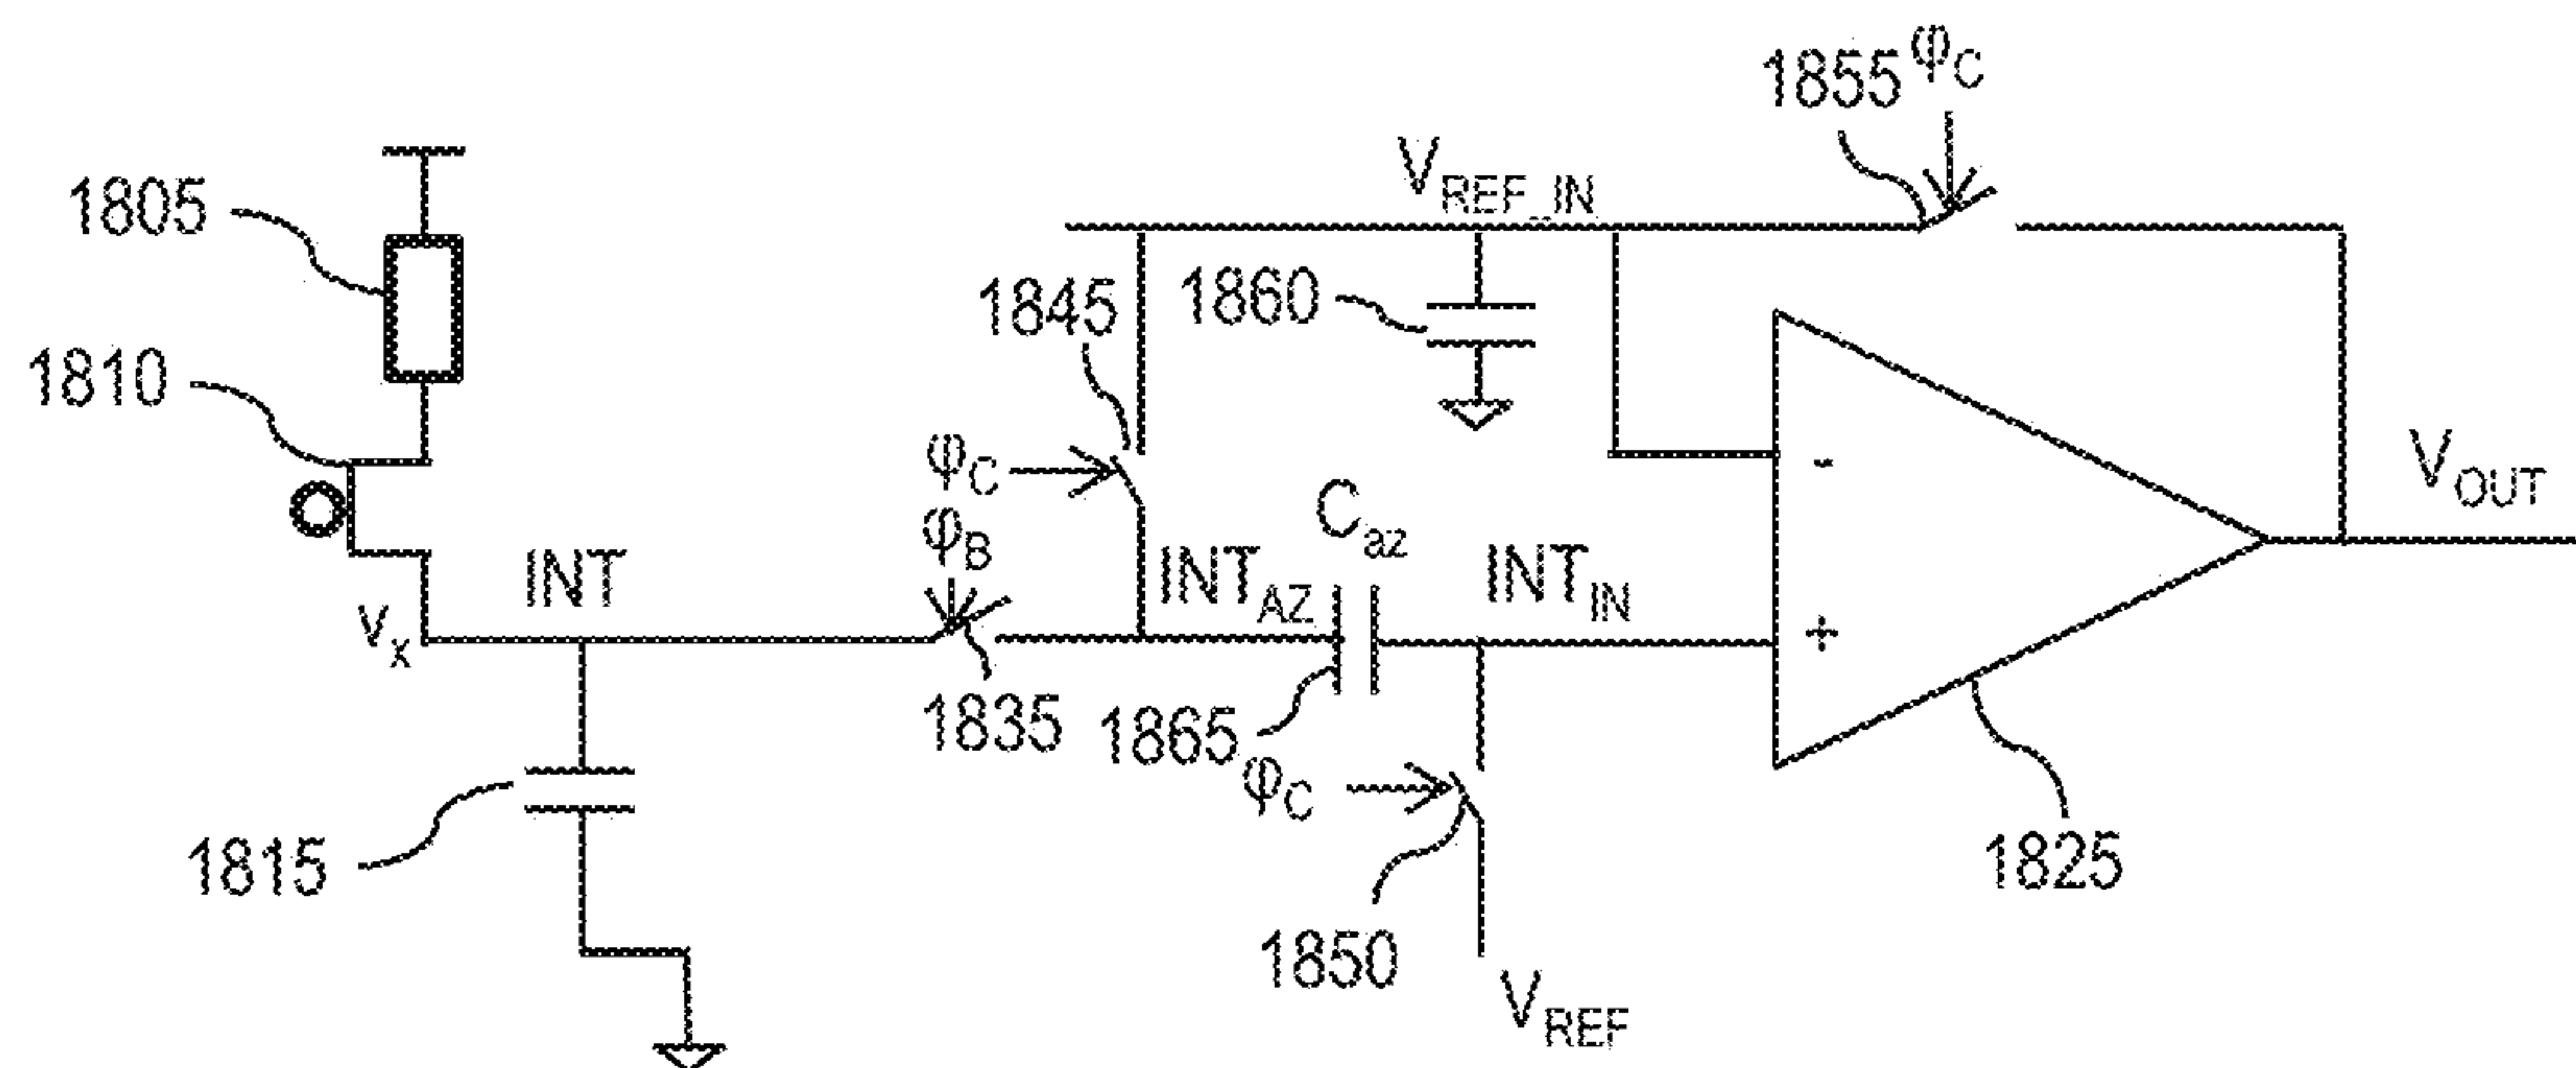 1855 φC
1805
VREF_IN
1845
1860
1810
φC
VOUT
Caz
φB
INT
INTAZ
INTIN
-
+
Vx
1835
1865
φC
1815
1825
1850
VREF